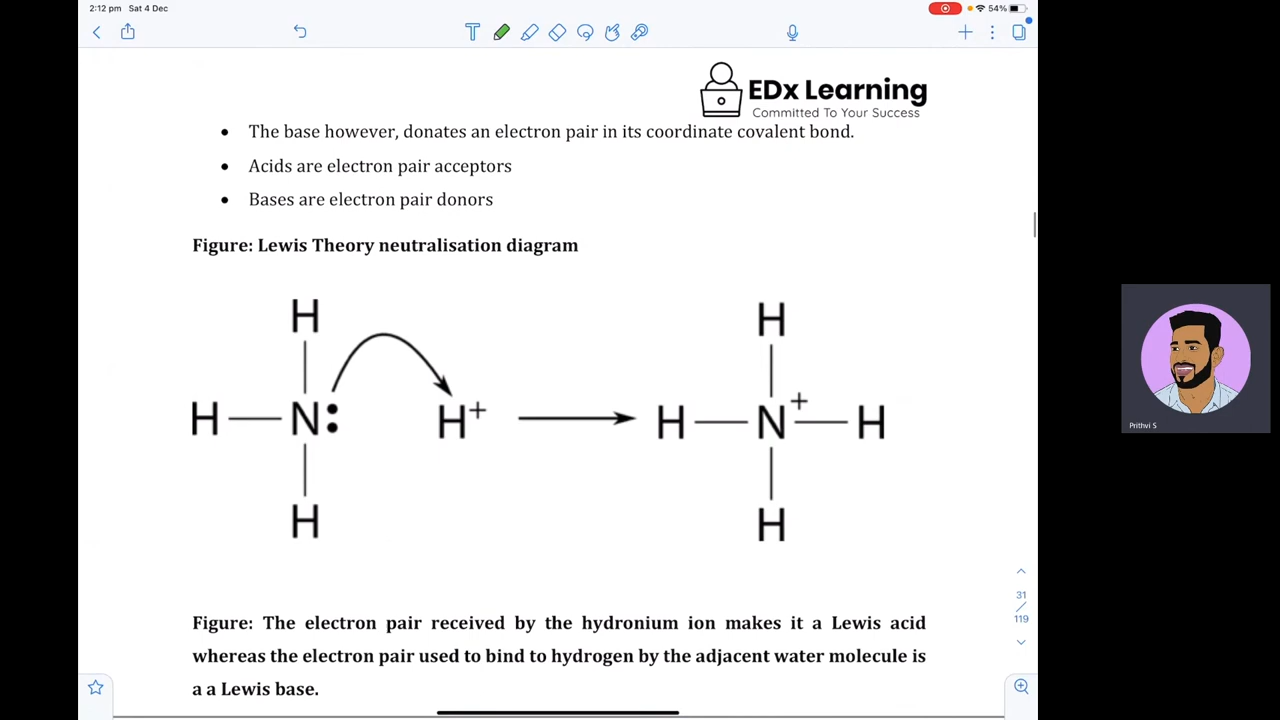 2:12 pm Sat 4 Dec
54%
EDx Learning
Committed To Your Success
• The base however, donates an electron pair in its coordinate covalent bond.
• Acids are electron pair acceptors
• Bases are electron pair donors
Figure: Lewis Theory neutralisation diagram
H
H
H N: H+
H N+ H
H
H
31
/
119
Figure: The electron pair received by the hydronium ion makes it a Lewis acid
whereas the electron pair used to bind to hydrogen by the adjacent water molecule is
a a Lewis base.
Prithvi S